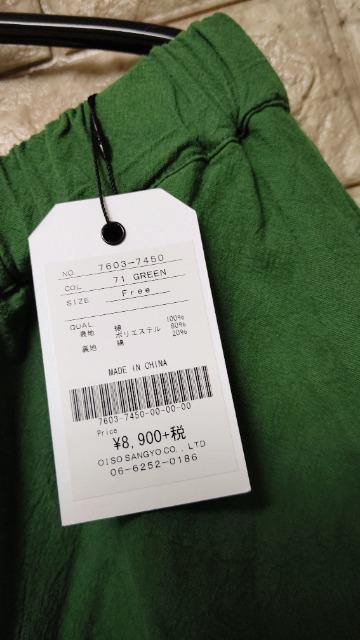 NO. 7603-7450
COL 71 GREEN
SIZE Free
QUAL
表地 綿 100%
裏地 ポリエステル 80%
綿 20%
MADE IN CHINA
7603-7450-00-00-00
Price
¥8,900+税
OISO SANGYO CO., LTD
06-6252-0186